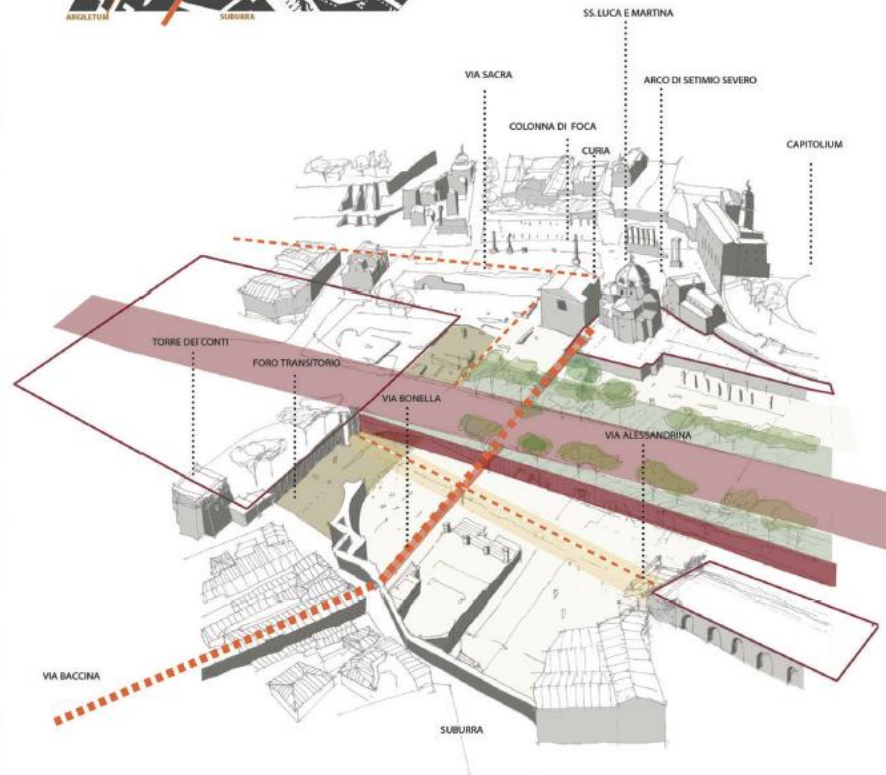 ARGILETUM
SUBURRA
SS. LUCA E MARTINA
VIA SACRA
ARCO DI SETIMIO SEVERO
COLONNA DI FOCA
CURIA
CAPITOLIUM
TORRE DEI CONTI
FORO TRANSITORIO
VIA BONELLA
VIA ALESSANDRINA
VIA BACCINA
SUBURRA